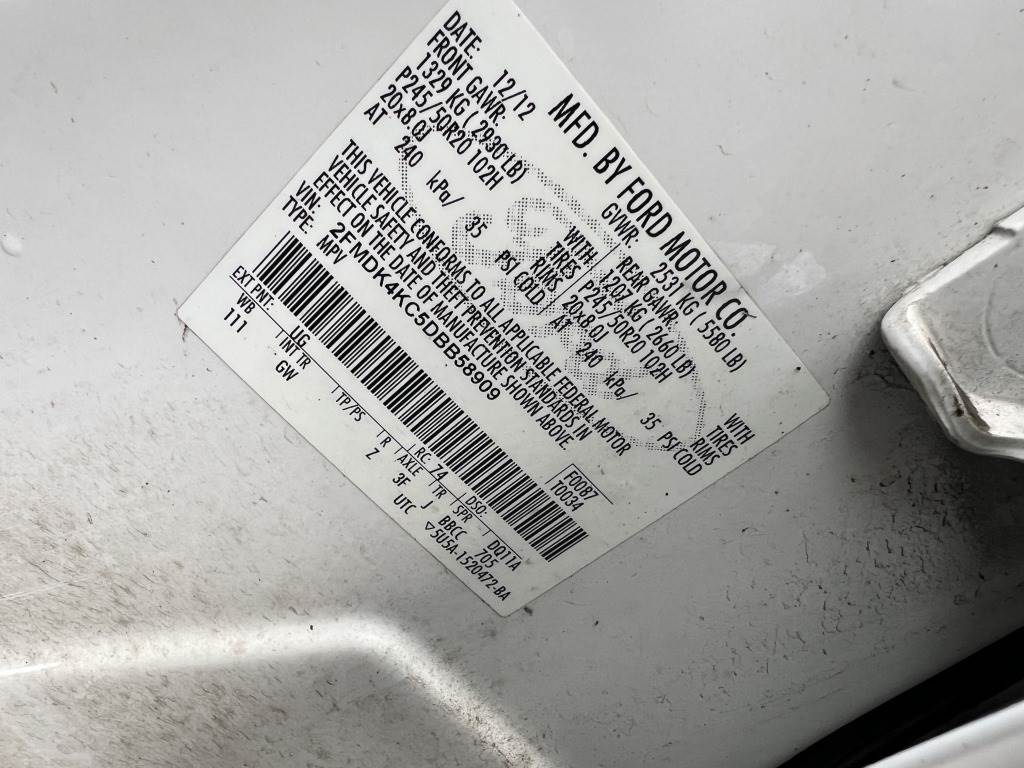 MFD. BY FORD MOTOR CO.
DATE: 12/12 GVWR: 2531 KG ( 5580 LB)
FRONT GAWR: REAR GAWR:
1329 KG ( 2930 LB) WITH 1207 KG ( 2660 LB) WITH
P245/50R20 102H TIRES P245/50R20 102H TIRES
20x8.0J RIMS 20x8.0J RIMS
AT 240 kPa/ 35 PSI COLD AT 240 kPa/ 35 PSI COLD
THIS VEHICLE CONFORMS TO ALL APPLICABLE FEDERAL MOTOR
VEHICLE SAFETY AND THEFT PREVENTION STANDARDS IN
EFFECT ON THE DATE OF MANUFACTURE SHOWN ABOVE.
VIN: 2FMDK4KC5DBB58909 F0087
TYPE: MPV T0034
EXT PNT: UG RC: Z4 DSO:
WB INT TR TP/PS R AXLE TR SPR DQ11A
111 GW Z 3F J BBCC 705
UTC ▽5U5A-1520472-BA